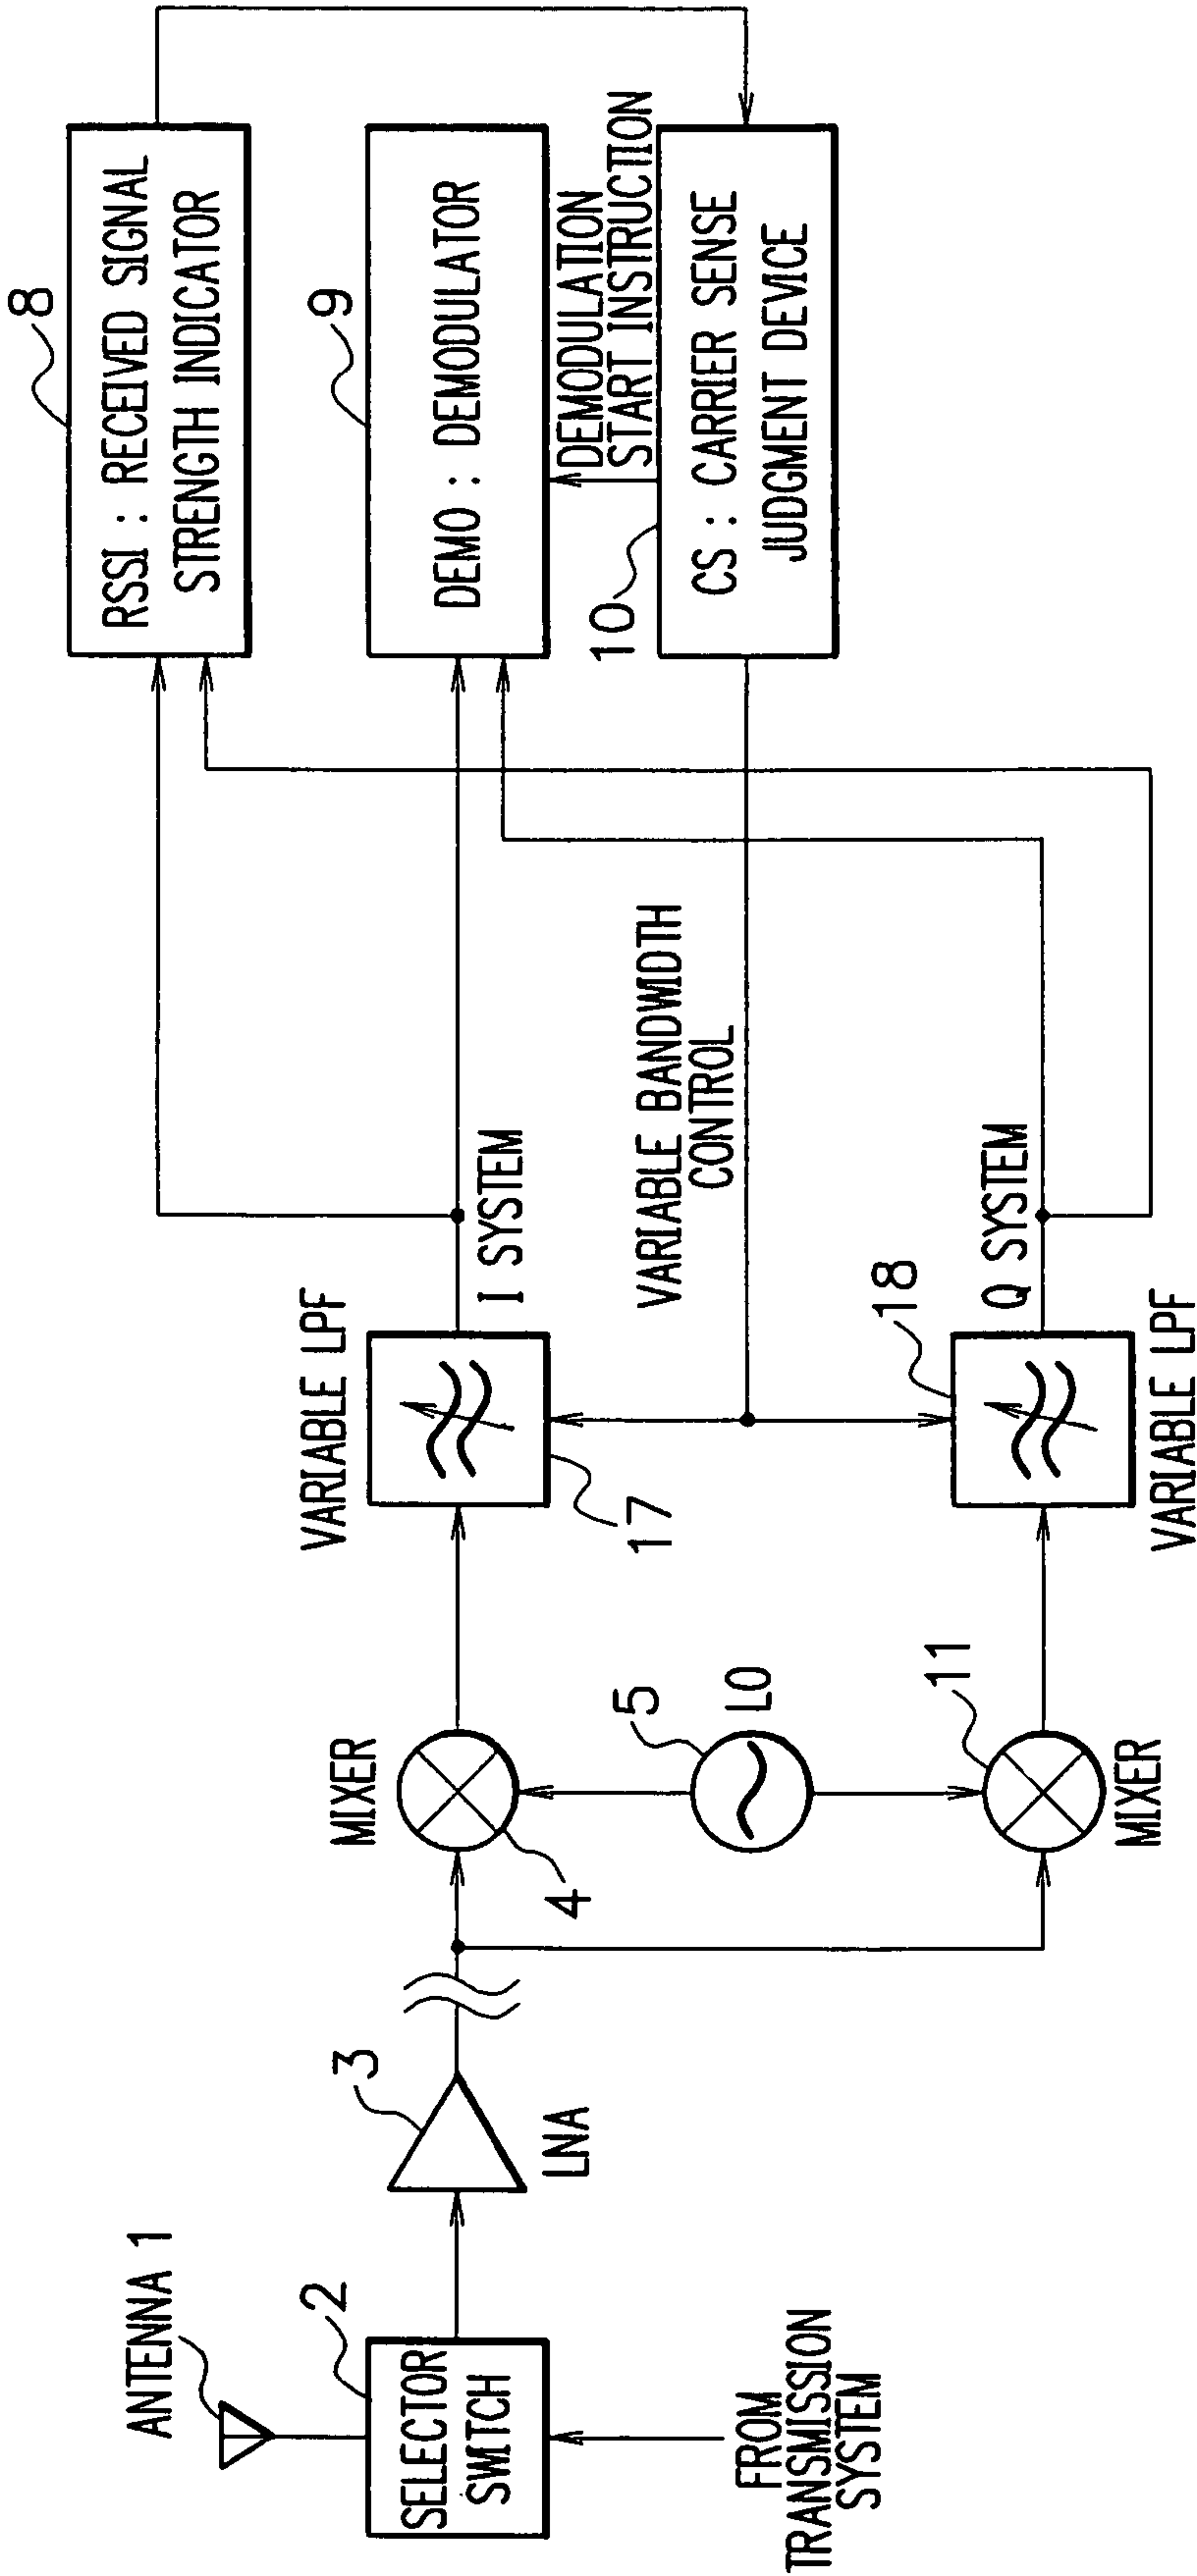 8
RSSI : RECEIVED SIGNAL
STRENGTH INDICATOR
9
DEMO : DEMODULATOR
DEMODULATION
START INSTRUCTION
10
CS : CARRIER SENSE
JUDGMENT DEVICE
VARIABLE LPF
I SYSTEM
17
VARIABLE BANDWIDTH
CONTROL
18
Q SYSTEM
VARIABLE LPF
MIXER
4
5
LO
11
MIXER
3
LNA
ANTENNA 1
2
SELECTOR
SWITCH
FROM
TRANSMISSION
SYSTEM